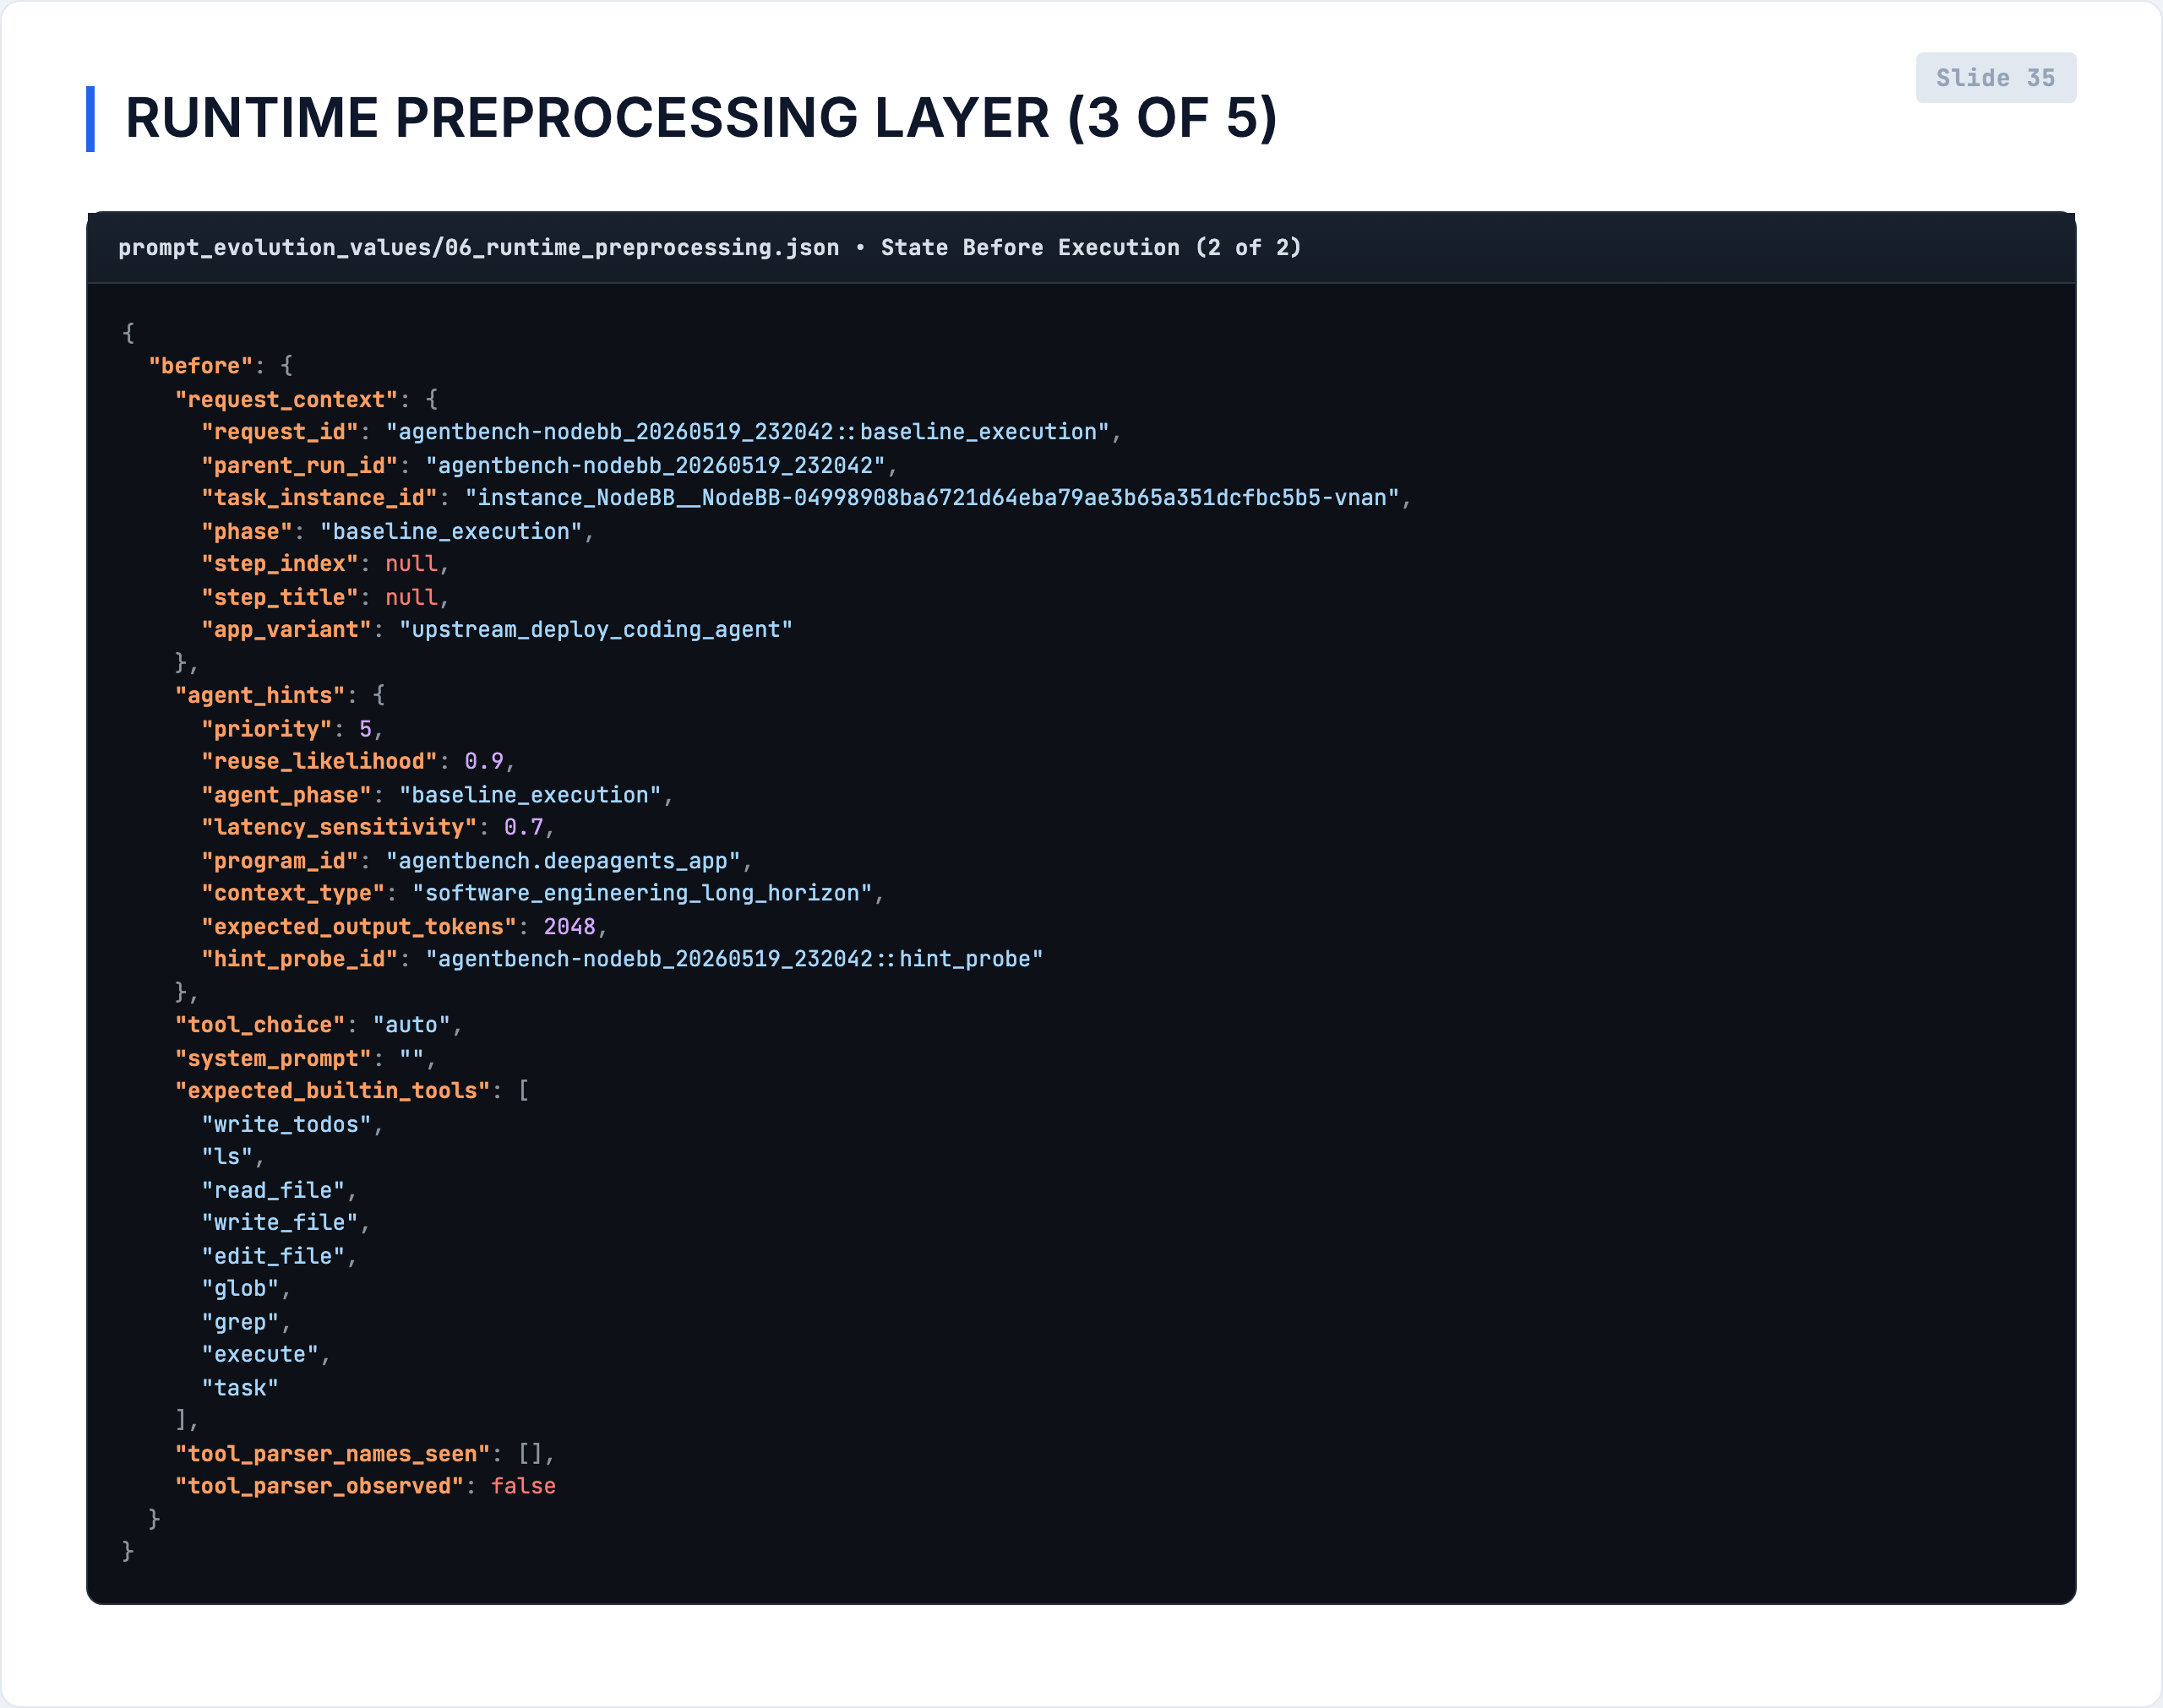 Slide 35
RUNTIME PREPROCESSING LAYER (3 OF 5)
prompt_evolution_values/06_runtime_preprocessing.json • State Before Execution (2 of 2)
{
  "before": {
    "request_context": {
      "request_id": "agentbench-nodebb_20260519_232042::baseline_execution",
      "parent_run_id": "agentbench-nodebb_20260519_232042",
      "task_instance_id": "instance_NodeBB__NodeBB-04998908ba6721d64eba79ae3b65a351dcfbc5b5-vnan",
      "phase": "baseline_execution",
      "step_index": null,
      "step_title": null,
      "app_variant": "upstream_deploy_coding_agent"
    },
    "agent_hints": {
      "priority": 5,
      "reuse_likelihood": 0.9,
      "agent_phase": "baseline_execution",
      "latency_sensitivity": 0.7,
      "program_id": "agentbench.deepagents_app",
      "context_type": "software_engineering_long_horizon",
      "expected_output_tokens": 2048,
      "hint_probe_id": "agentbench-nodebb_20260519_232042::hint_probe"
    },
    "tool_choice": "auto",
    "system_prompt": "",
    "expected_builtin_tools": [
      "write_todos",
      "ls",
      "read_file",
      "write_file",
      "edit_file",
      "glob",
      "grep",
      "execute",
      "task"
    ],
    "tool_parser_names_seen": [],
    "tool_parser_observed": false
  }
}